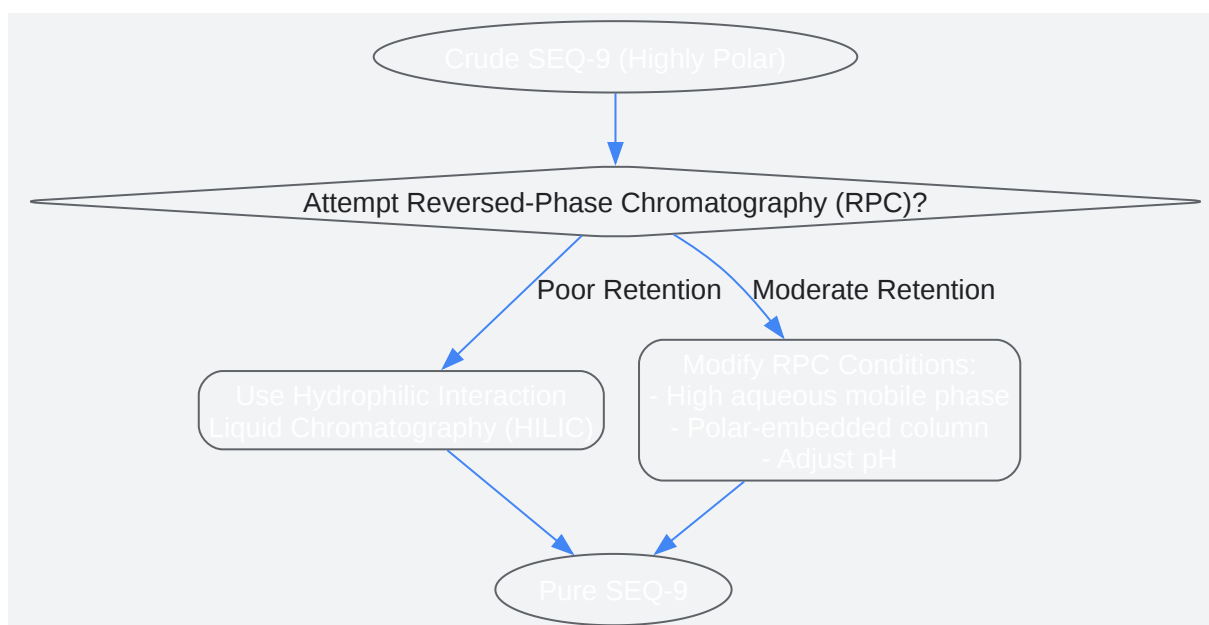 Crude SEQ-9 (Highly Polar)
Attempt Reversed-Phase Chromatography (RPC)?
Poor Retention
Moderate Retention
Use Hydrophilic Interaction
Liquid Chromatography (HILIC)
Modify RPC Conditions:
- High aqueous mobile phase
- Polar-embedded column
- Adjust pH
Pure SEQ-9